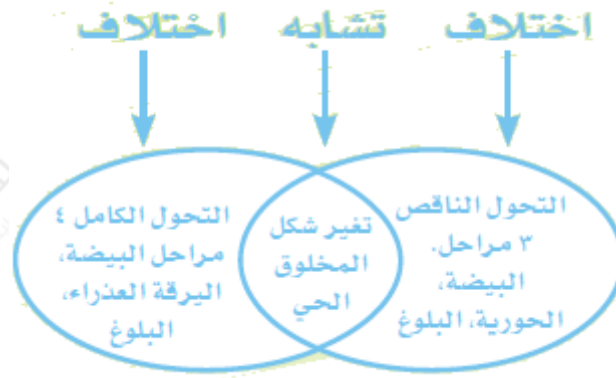 اختلاف
تشابه
اختلاف
التحول الناقص
٣ مراحل.
البيضة،
الحورية، البلوغ
تغير شكل
المخلوق
الحي
التحول الكامل ٤
مراحل البيضة،
اليرقة العذراء،
البلوغ